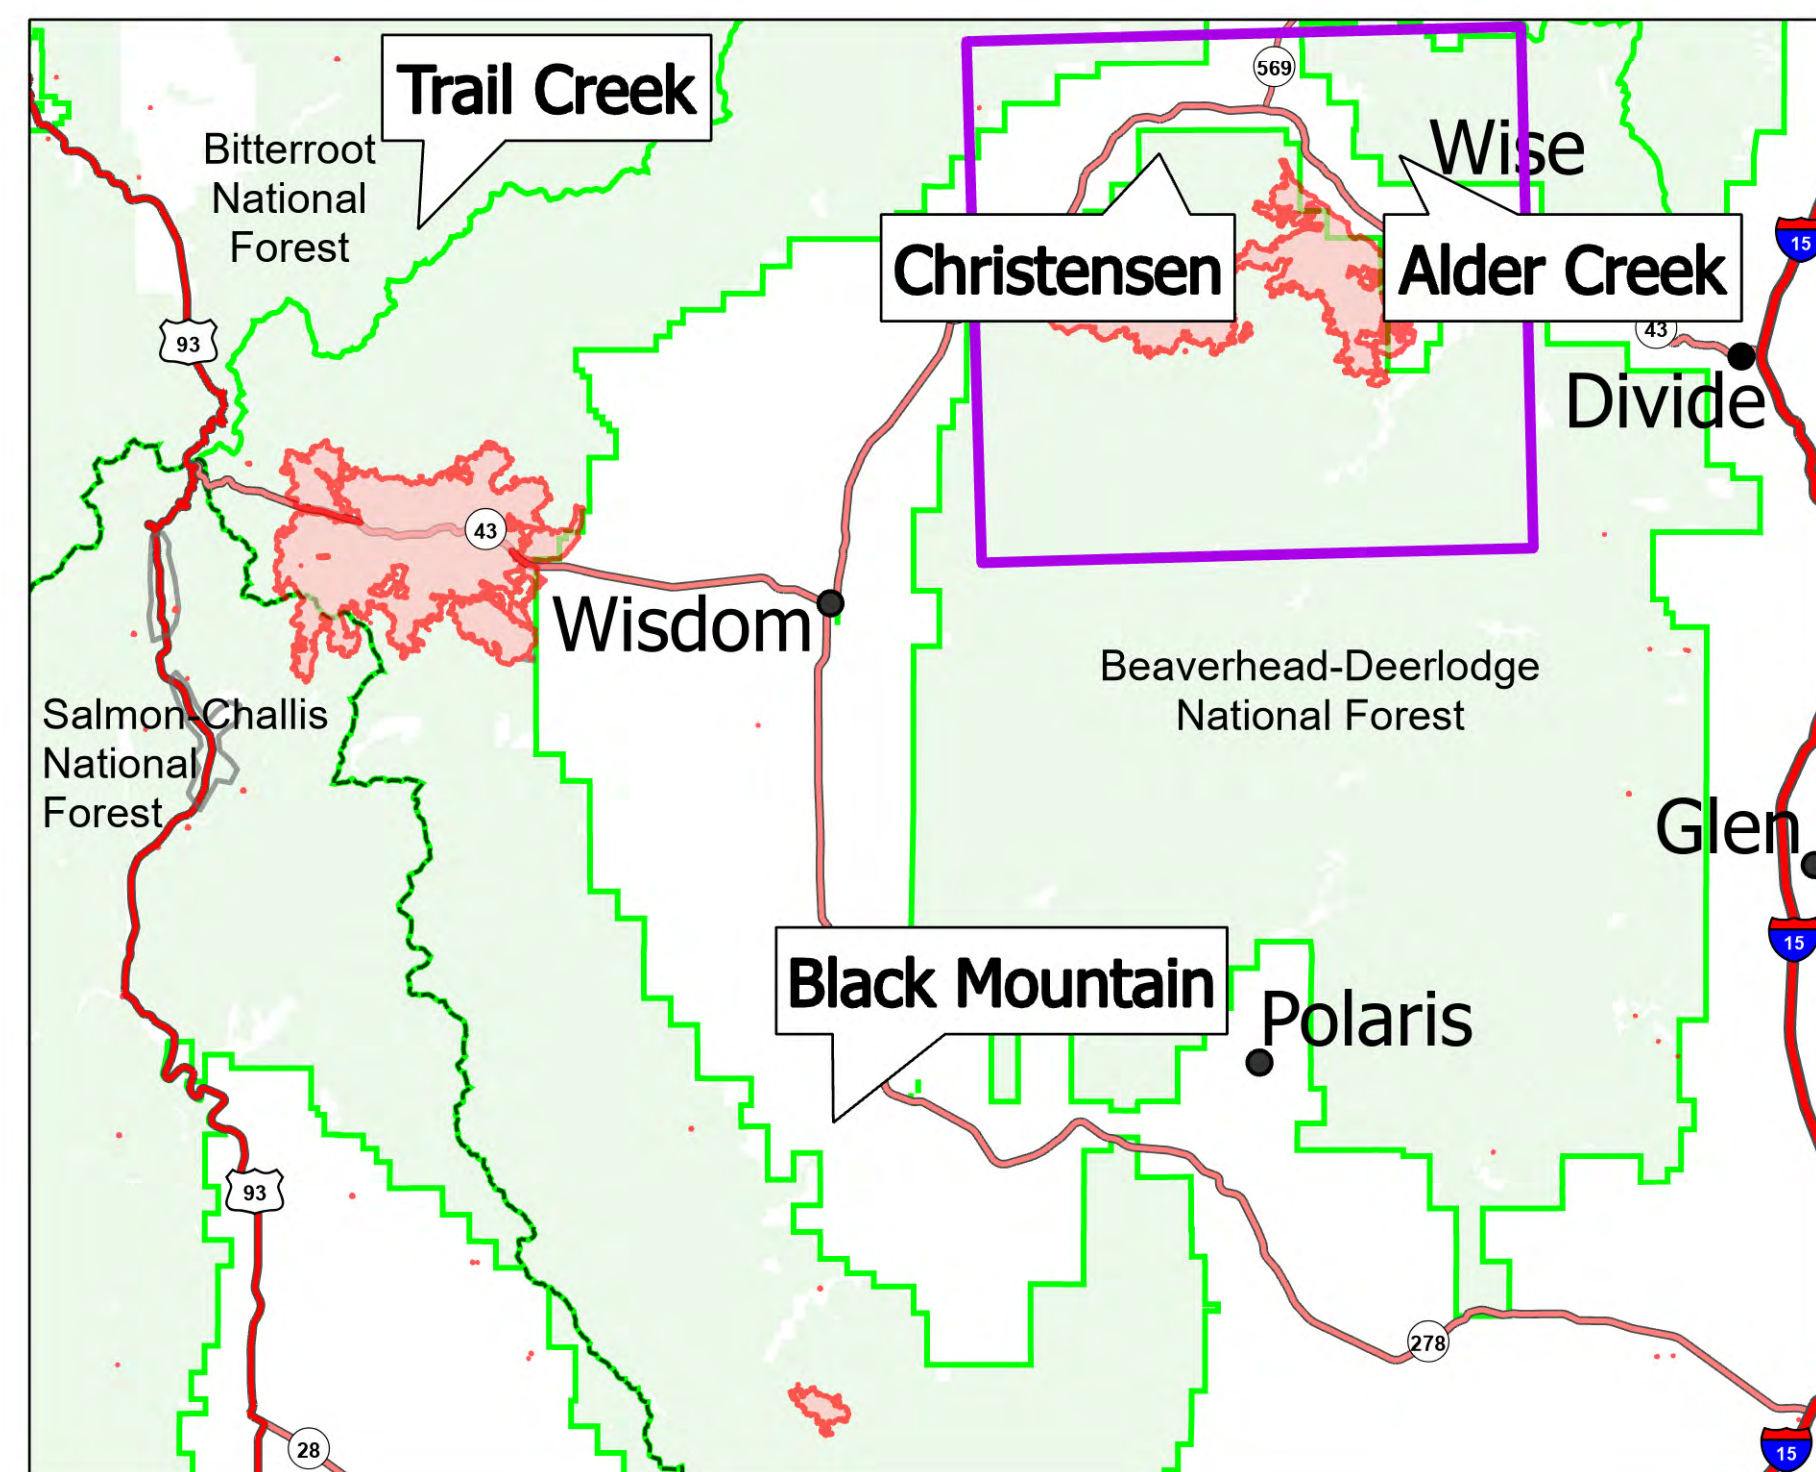 569
Trail Creek
Wise
Bitterroot
National
Forest
15
Christensen
Alder Creek
93
43
Divide
43
Wisdom
Beaverhead-Deerlodge
National Forest
Salmon-Challis
National
Forest
Glen
15
Black Mountain
Polaris
93
278
28
15